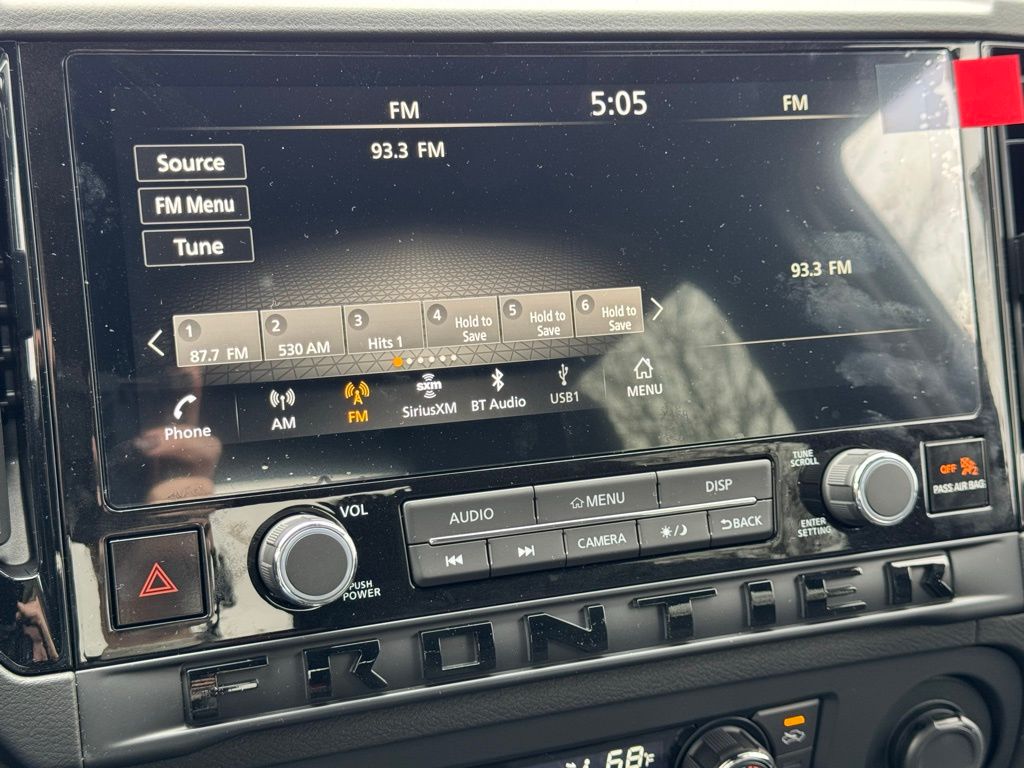 FM 5:05 FM
93.3 FM
Source
FM Menu
Tune
93.3 FM
1 2 3 4 5 6
87.7 FM 530 AM Hits 1 Hold to Save Hold to Save Hold to Save
Phone AM FM SiriusXM BT Audio USB1 MENU
sxm
VOL
PUSH POWER
AUDIO MENU DISP
CAMERA BACK
TUNE SCROLL
ENTER SETTING
OFF
PASS AIR BAG
FRONTIER
68°F